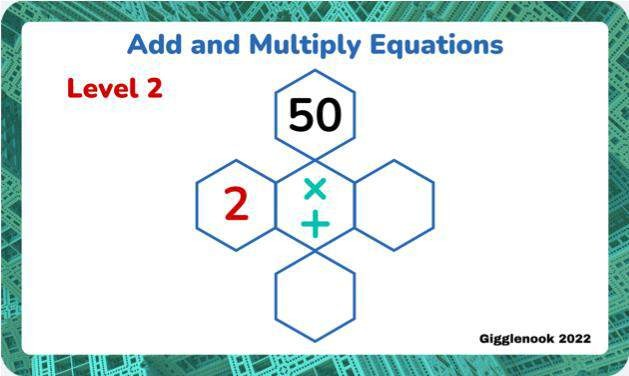 Add and Multiply Equations
Level 2
50
2
×
+
Gigglenook 2022